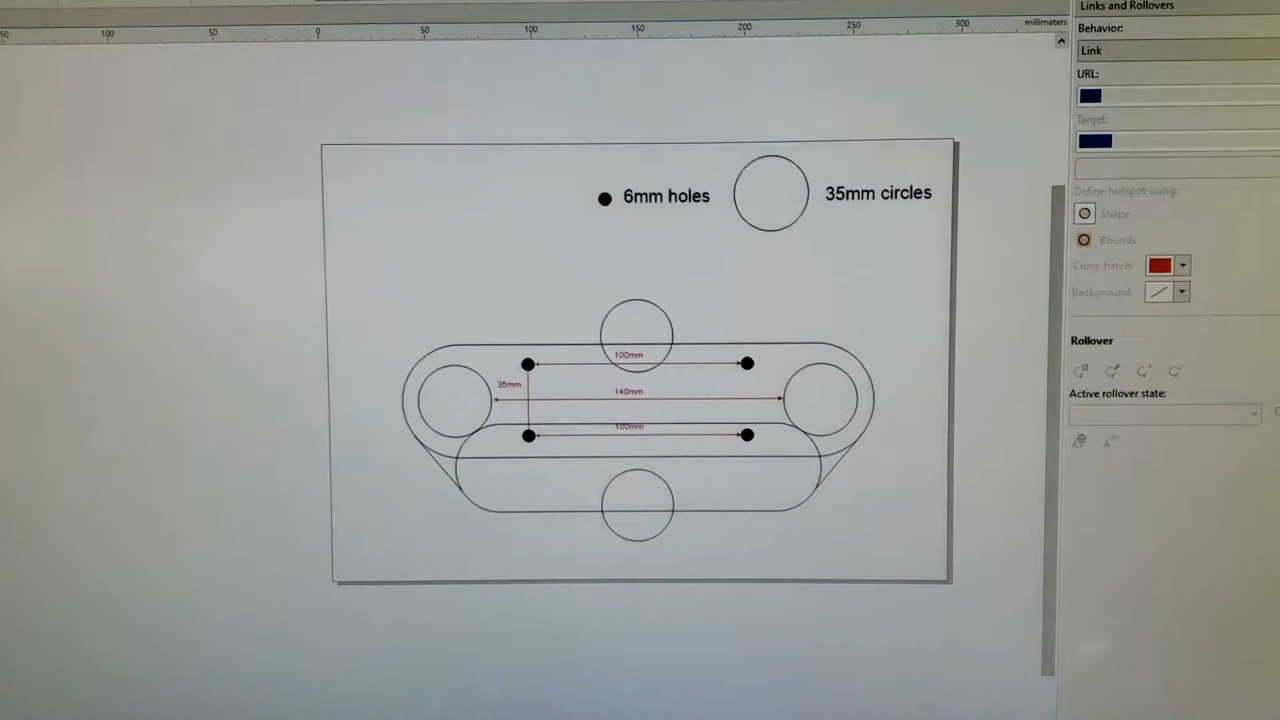 50
100
50
0
50
100
150
200
250
300
millimeters
Links and Rollovers
Behavior:
Link
URL:
Target:
Define hotspot using:
Shape
Bounds
Cross-hatch:
Background:
Rollover
Active rollover state:
6mm holes
35mm circles
100mm
35mm
140mm
100mm